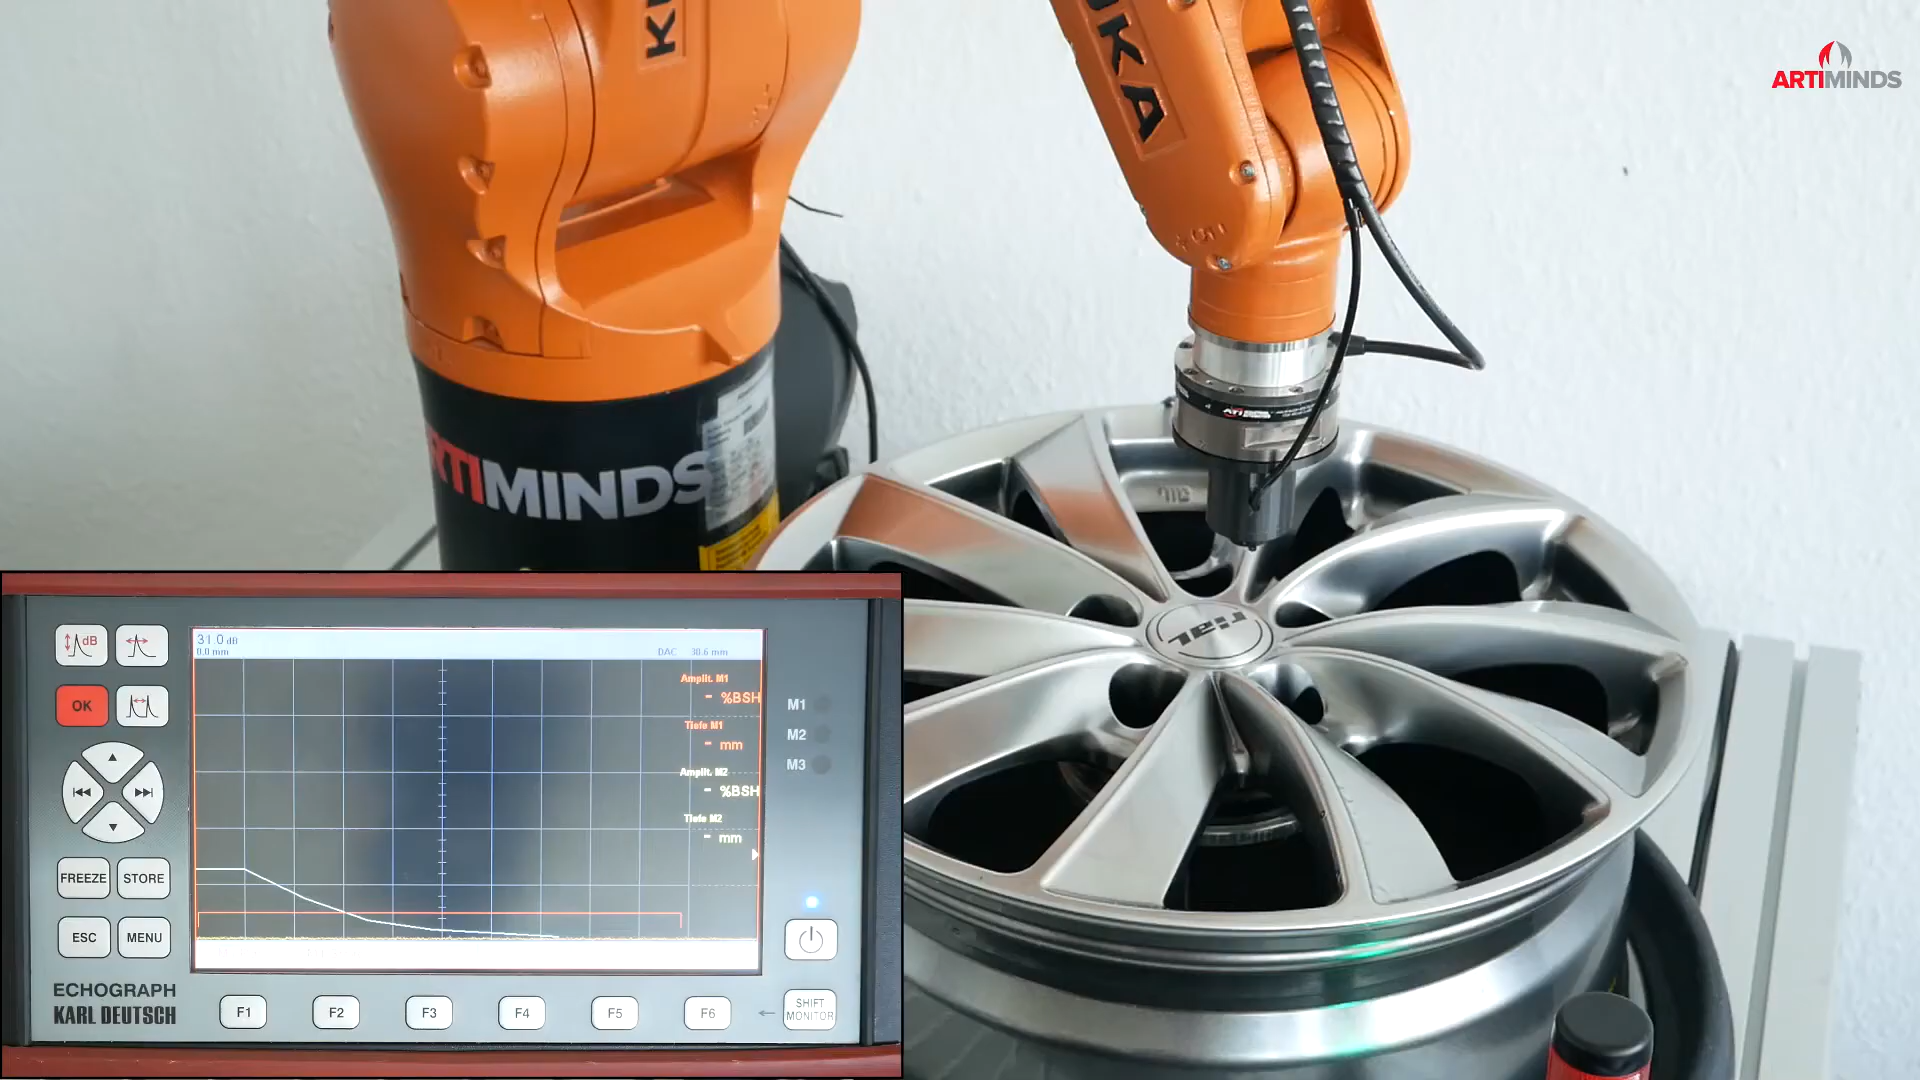 KUKA
ARTIMINDS
ATI
ARTIMINDS
rial
dB
OK
FREEZE
STORE
ESC
MENU
ECHOGRAPH
KARL DEUTSCH
31.0 dB
0.0 mm
DAC 30.6 mm
Amplit. M1
- %BSH
Tiefe M1
- mm
Amplit. M2
- %BSH
Tiefe M2
- mm
M1
M2
M3
F1
F2
F3
F4
F5
F6
SHIFT
MONITOR